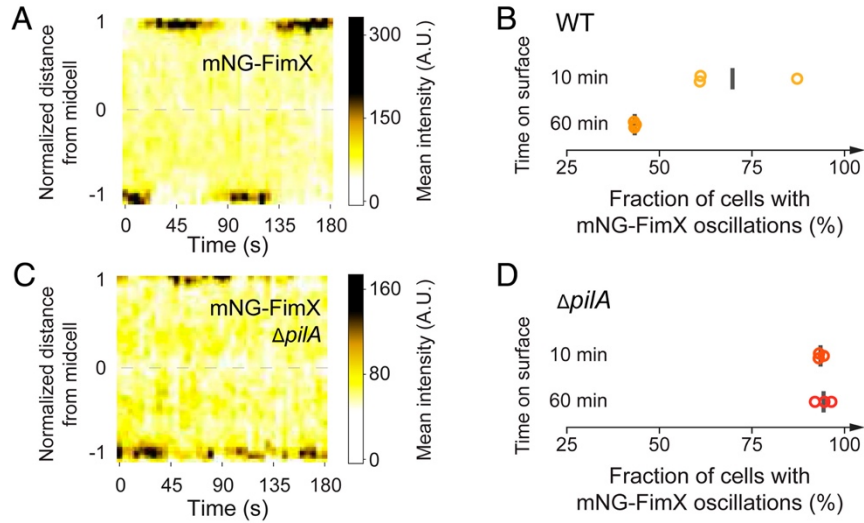 A
Normalized distance
from midcell
1
0
-1
mNG-FimX
0 45 90 135 180
Time (s)
300
150
0
Mean intensity (A.U.)
B
WT
Time on surface
10 min
60 min
25 50 75 100
Fraction of cells with
mNG-FimX oscillations (%)
C
Normalized distance
from midcell
1
0
-1
mNG-FimX
ΔpilA
0 45 90 135 180
Time (s)
160
80
0
Mean intensity (A.U.)
D
ΔpilA
Time on surface
10 min
60 min
25 50 75 100
Fraction of cells with
mNG-FimX oscillations (%)